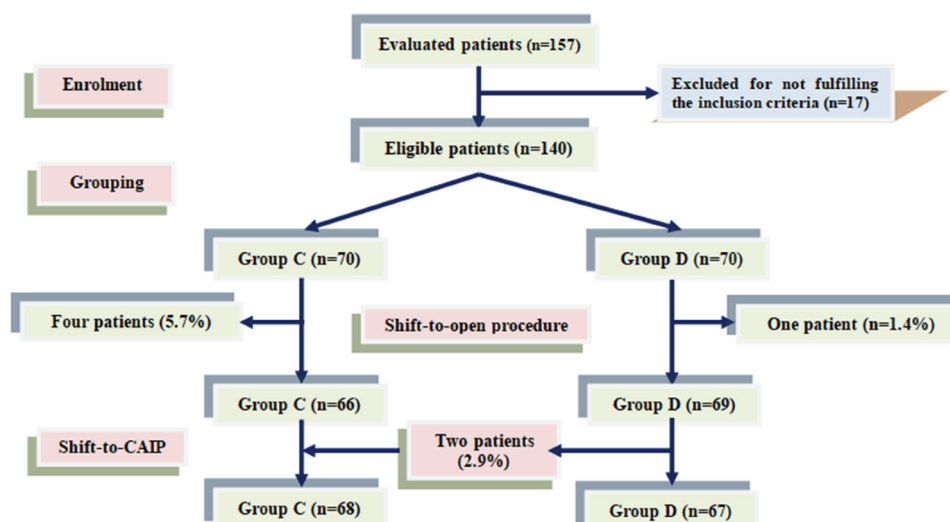 Evaluated patients (n=157)
Enrolment
Excluded for not fulfilling
the inclusion criteria (n=17)
Eligible patients (n=140)
Grouping
Group C (n=70)
Group D (n=70)
Four patients (5.7%)
Shift-to-open procedure
One patient (n=1.4%)
Group C (n=66)
Group D (n=69)
Shift-to-CAIP
Two patients
(2.9%)
Group C (n=68)
Group D (n=67)